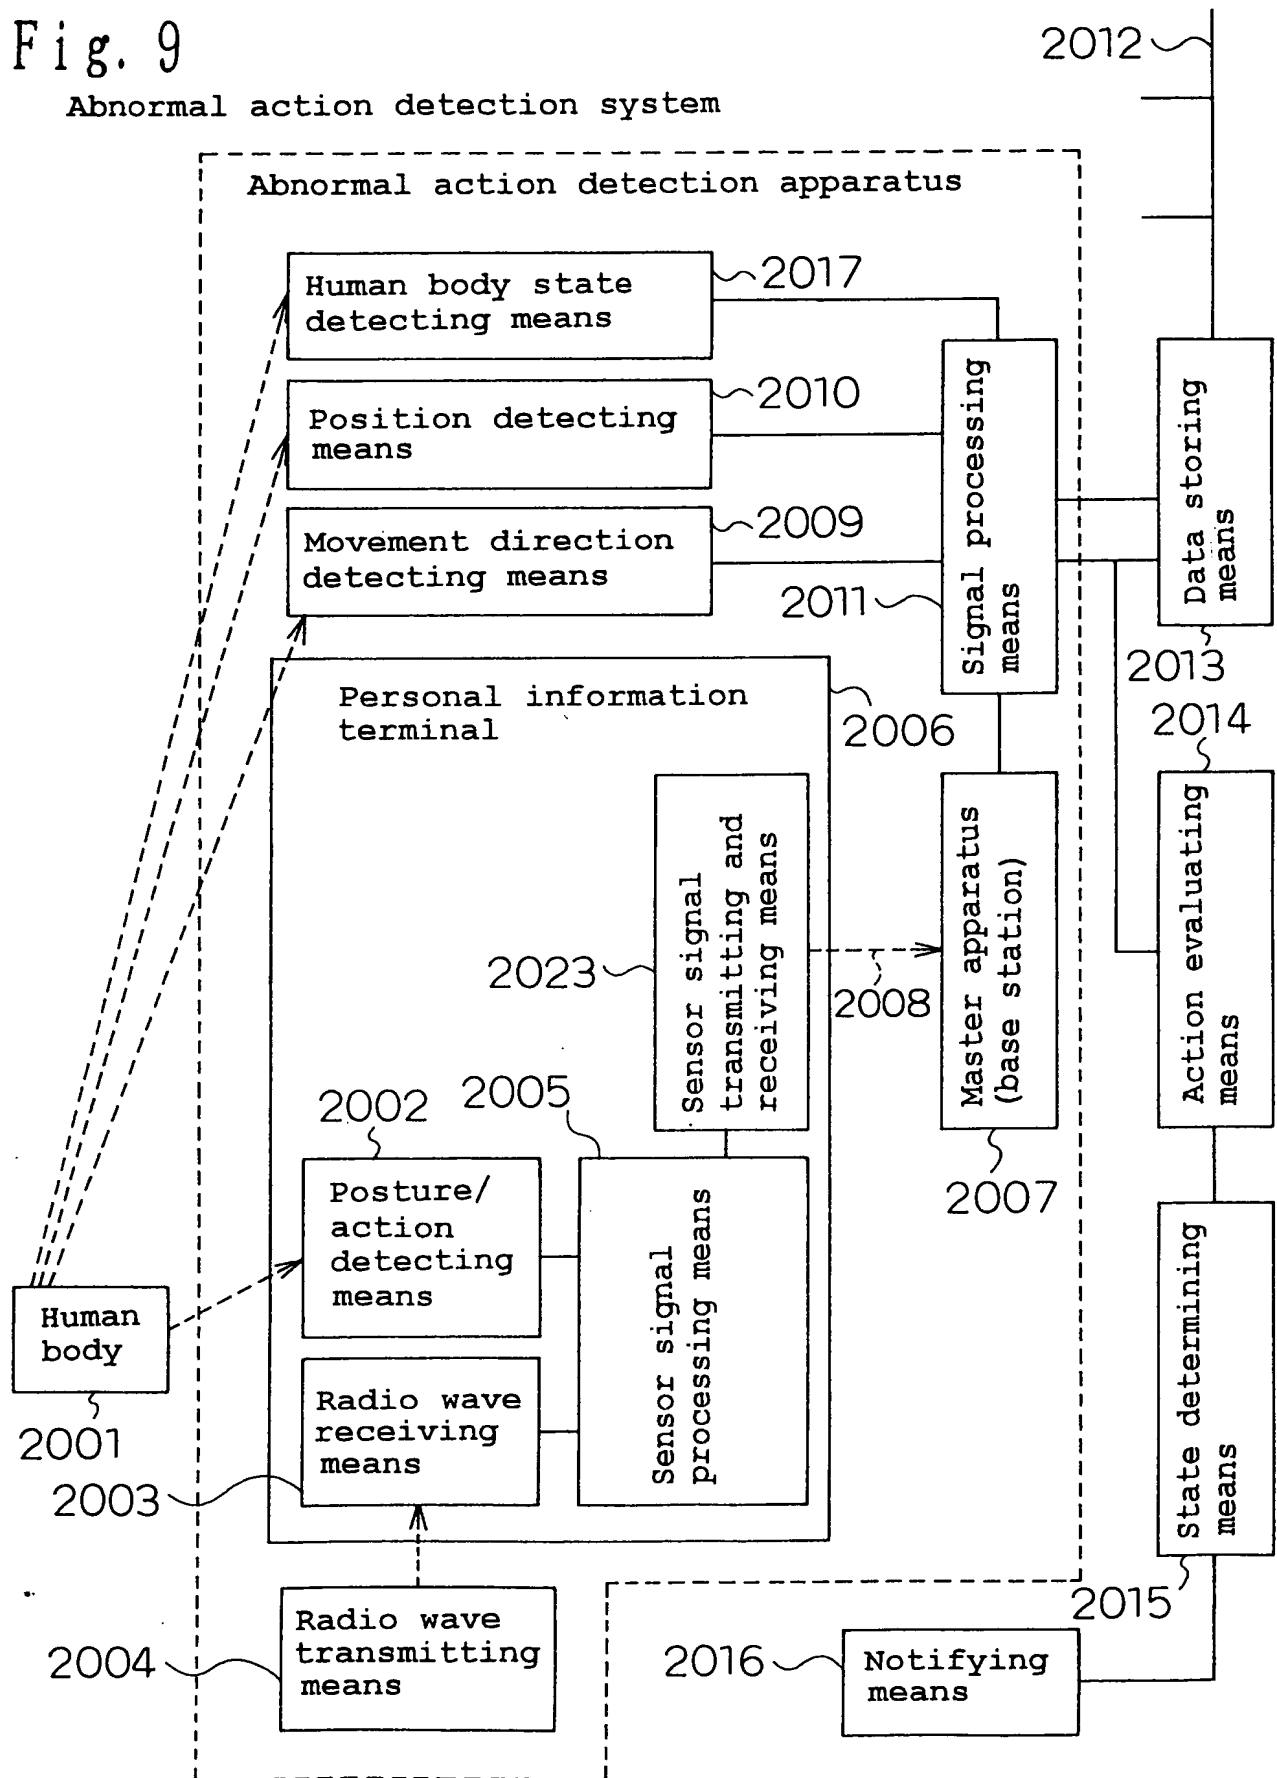 Fig. 9
2012
Abnormal action detection system
Abnormal action detection apparatus
Human body state
detecting means
2017
Position detecting
means
2010
Movement direction
detecting means
2009
2011
Signal processing
means
Data storing
means
2013
Personal information
terminal
2006
2014
Sensor signal
transmitting and
receiving means
2023
2008
Master apparatus
(base station)
2007
Action evaluating
means
2002
2005
Posture/
action
detecting
means
Sensor signal
processing means
Human
body
2001
Radio wave
receiving
means
2003
State determining
means
2015
Radio wave
transmitting
means
2004
2016
Notifying
means